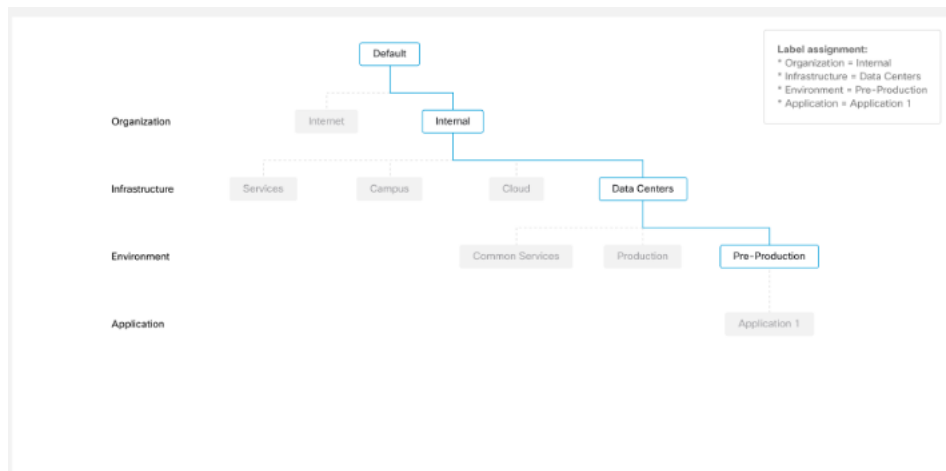 Default
Label assignment:
* Organization = Internal
* Infrastructure = Data Centers
* Environment = Pre-Production
* Application = Application 1
Organization
Internet
Internal
Infrastructure
Services
Campus
Cloud
Data Centers
Environment
Common Services
Production
Pre-Production
Application
Application 1